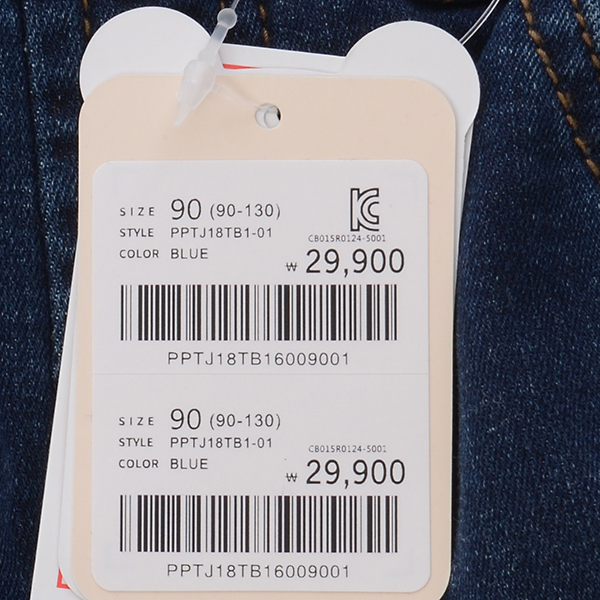 SIZE 90 (90-130)
STYLE PPTJ18TB1-01
CB015R0124-5001
COLOR BLUE
₩ 29,900
PPTJ18TB16009001
SIZE 90 (90-130)
STYLE PPTJ18TB1-01
CB015R0124-5001
COLOR BLUE
₩ 29,900
PPTJ18TB16009001